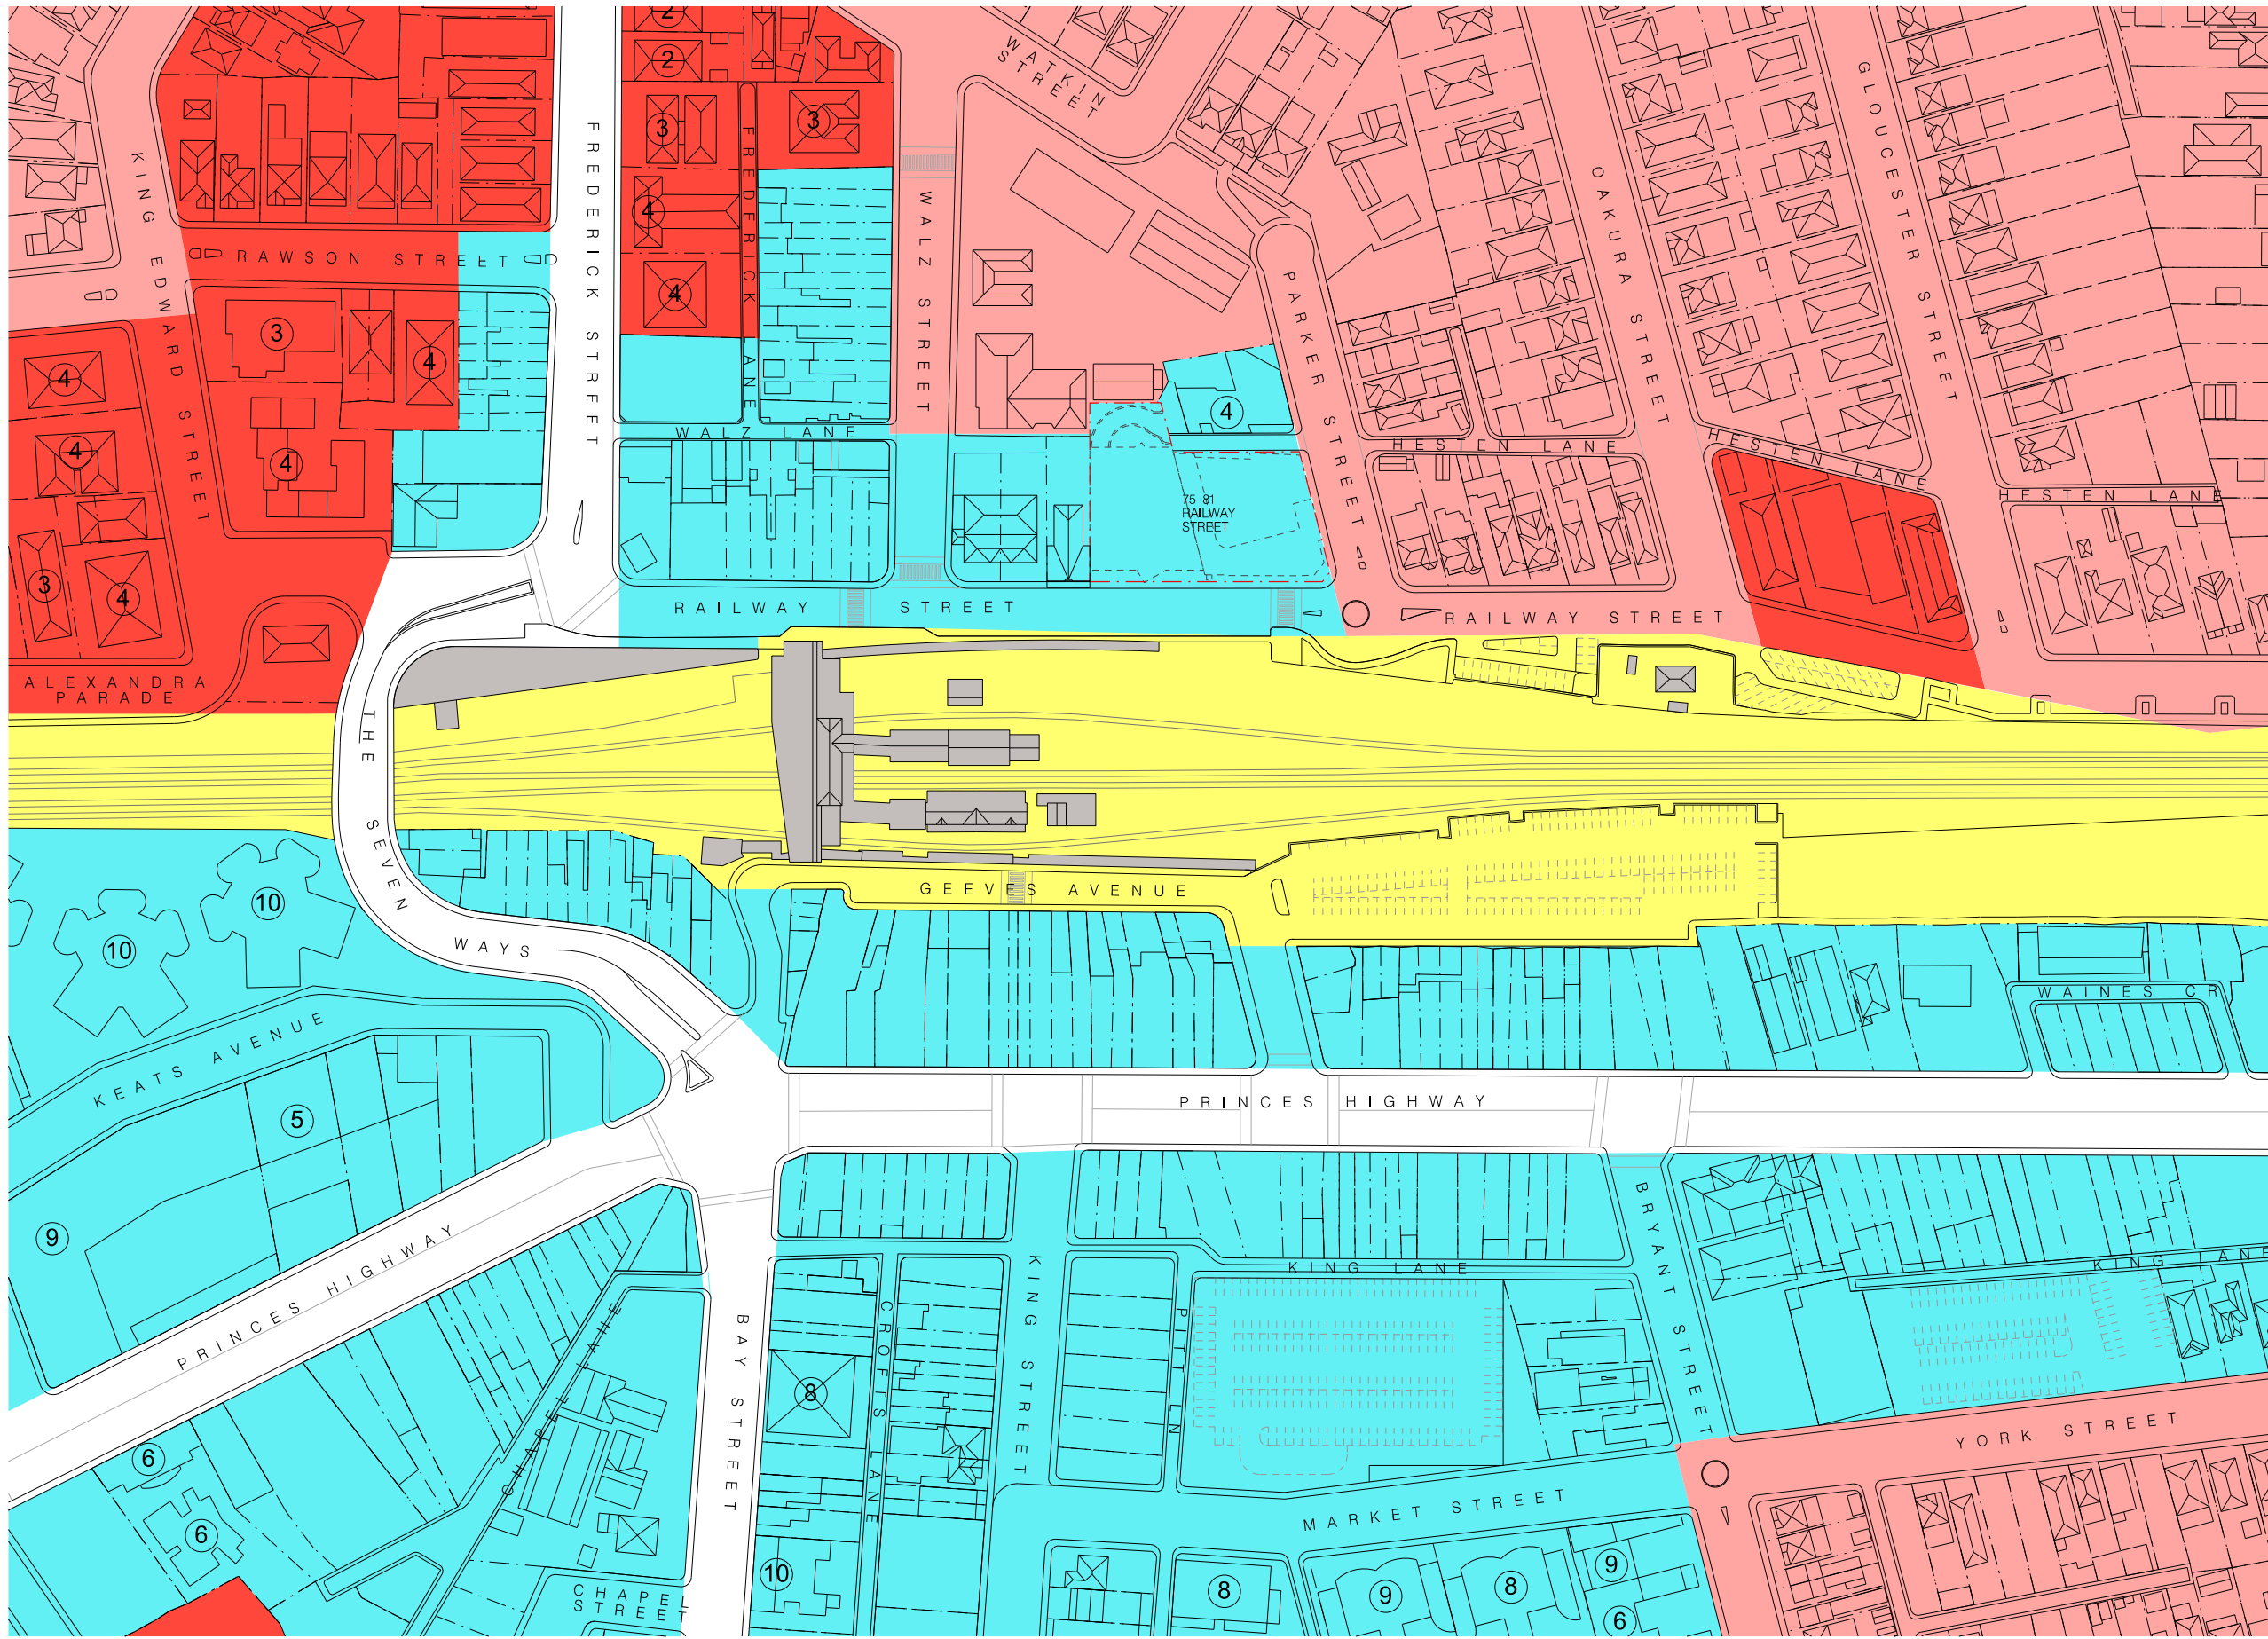 2
WATKIN
STREET
2
3
3
FREDERICK STREET
FREDERICK LANE
KING EDWARD STREET
WALZ STREET
OAKURA STREET
GLOUCESTER STREET
4
RAWSON STREET
4
3
4
4
PARKER STREET
4
WALZ LANE
HESTEN LANE
HESTEN LANE
HESTEN LANE
4
4
75-81
RAILWAY
STREET
3
4
RAILWAY STREET
RAILWAY STREET
ALEXANDRA
PARADE
THE SEVEN WAYS
GEEVES AVENUE
10
10
WAINES CR
KEATS AVENUE
5
PRINCES HIGHWAY
9
PRINCES HIGHWAY
BRYANT STREET
KING LANE
KING LANE
KING STREET
PITT LN
CROFTS LANE
BAY STREET
CHAPEL LANE
8
YORK STREET
6
MARKET STREET
6
10
CHAPEL
STREET
8
9
8
9
6